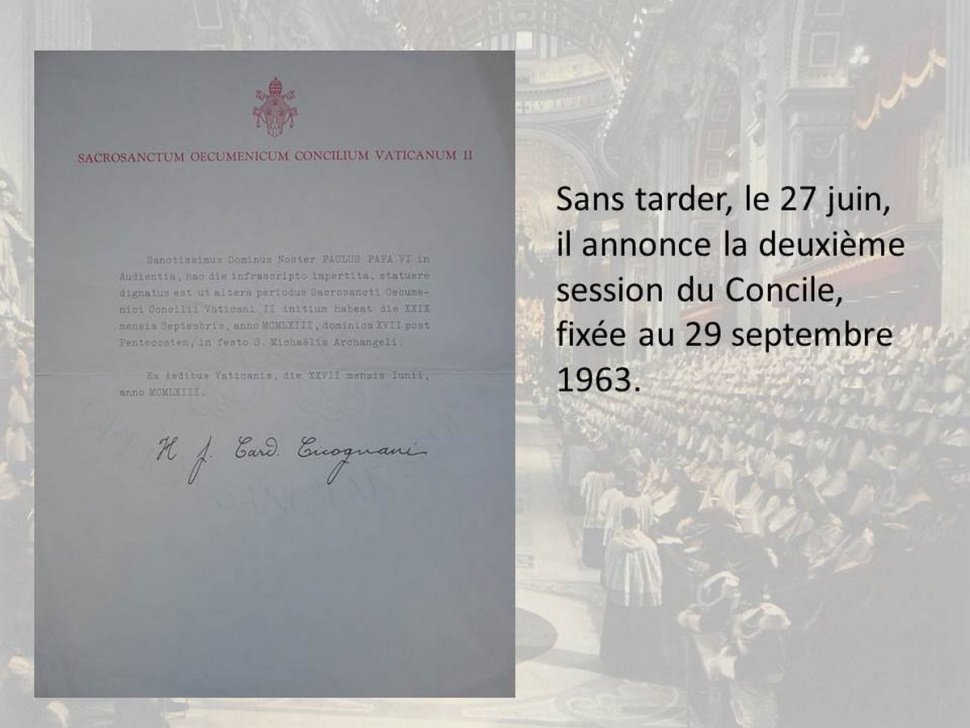 SACROSANCTUM OECUMENICUM CONCILIUM VATICANUM II
Sanctissimus Dominus Noster PAULUS PAPA VI in
Audientia, hac die infrascripto impertita, statuere
dignatus est ut altera periodus Sacrosancti Oecume-
nici Concilii Vaticani II initium habeat die XXIX
mensis Septembris, anno MCMLXIII, dominica XVII post
Pentecosten, in festo S. Michaëlis Archangeli.
Ex Aedibus Vaticanis, die XXVII mensis Iunii,
anno MCMLXIII.
H. J. Card. Cicognani
Sans tarder, le 27 juin,
il annonce la deuxième
session du Concile,
fixée au 29 septembre
1963.